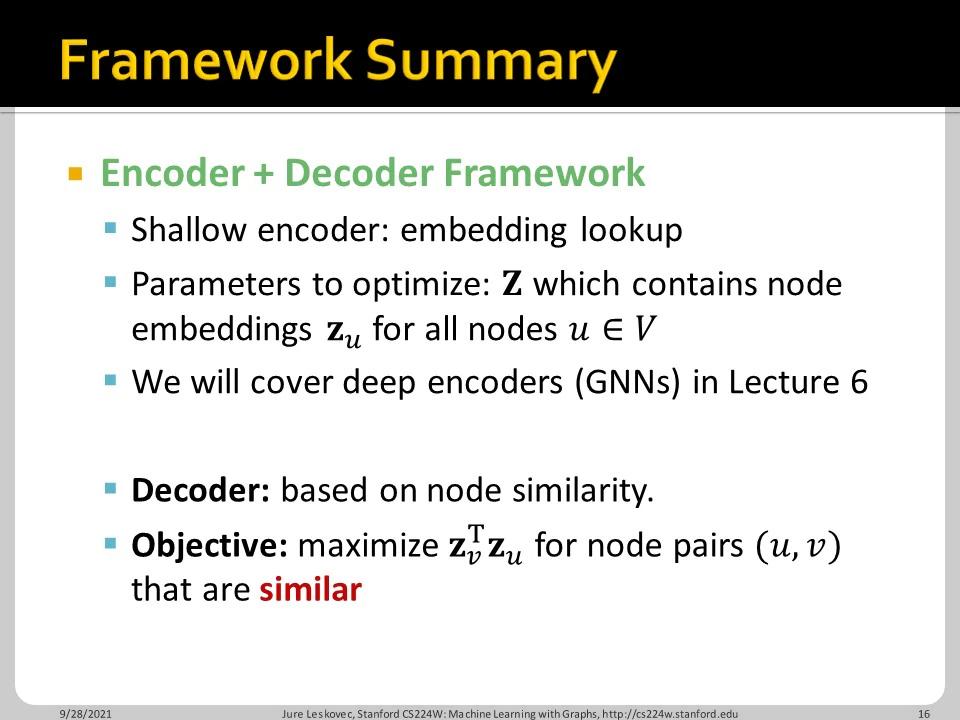 Framework Summary
Encoder + Decoder Framework
Shallow encoder: embedding lookup
Parameters to optimize: 𝐙 which contains node
embeddings 𝐳𝑢 for all nodes 𝑢 ∈ 𝑉
We will cover deep encoders (GNNs) in Lecture 6
Decoder: based on node similarity.
Objective: maximize 𝐳𝑣ᵀ𝐳𝑢 for node pairs (𝑢, 𝑣)
that are similar
9/28/2021 Jure Leskovec, Stanford CS224W: Machine Learning with Graphs, http://cs224w.stanford.edu 16